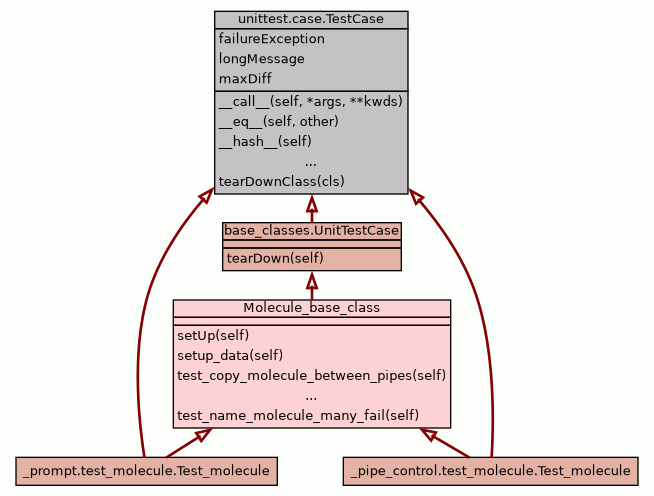 unittest.case.TestCase
failureException
longMessage
maxDiff
__call__(self, *args, **kwds)
__eq__(self, other)
__hash__(self)
...
tearDownClass(cls)
base_classes.UnitTestCase
tearDown(self)
Molecule_base_class
setUp(self)
setup_data(self)
test_copy_molecule_between_pipes(self)
...
test_name_molecule_many_fail(self)
_prompt.test_molecule.Test_molecule
_pipe_control.test_molecule.Test_molecule